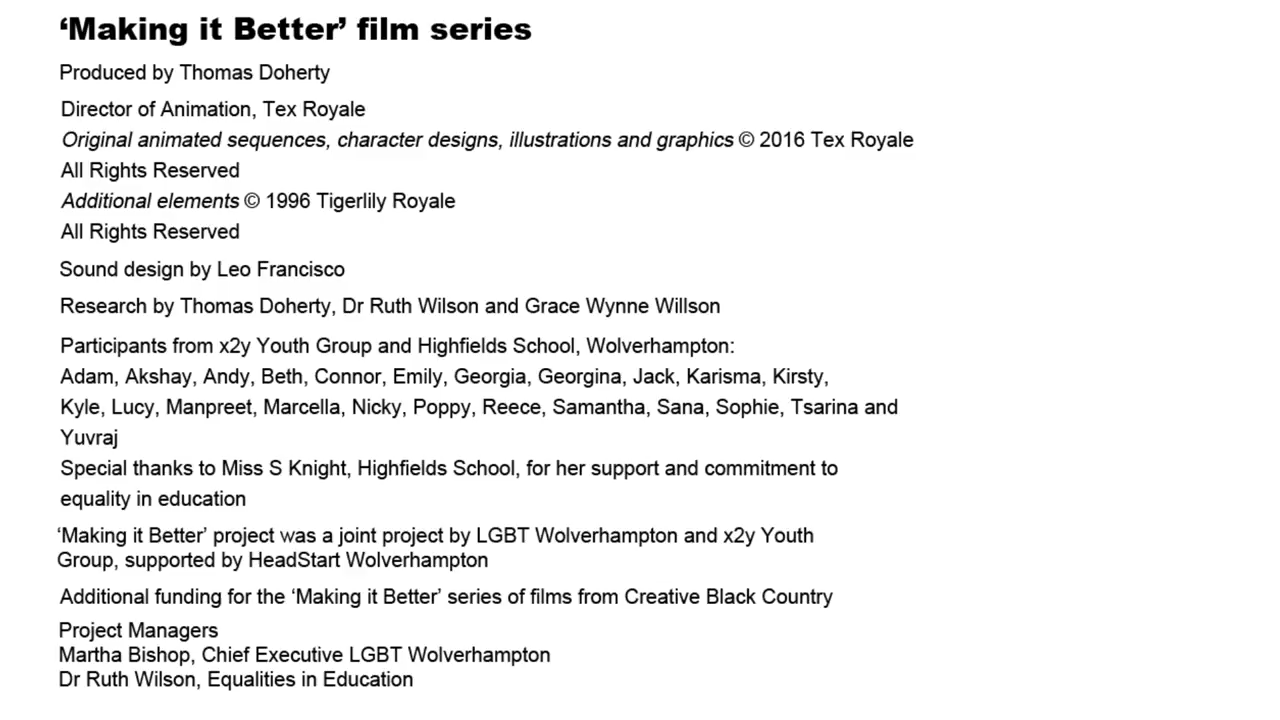 ‘Making it Better’ film series
Produced by Thomas Doherty
Director of Animation, Tex Royale
Original animated sequences, character designs, illustrations and graphics © 2016 Tex Royale
All Rights Reserved
Additional elements © 1996 Tigerlily Royale
All Rights Reserved
Sound design by Leo Francisco
Research by Thomas Doherty, Dr Ruth Wilson and Grace Wynne Willson
Participants from x2y Youth Group and Highfields School, Wolverhampton:
Adam, Akshay, Andy, Beth, Connor, Emily, Georgia, Georgina, Jack, Karisma, Kirsty,
Kyle, Lucy, Manpreet, Marcella, Nicky, Poppy, Reece, Samantha, Sana, Sophie, Tsarina and
Yuvraj
Special thanks to Miss S Knight, Highfields School, for her support and commitment to
equality in education
‘Making it Better’ project was a joint project by LGBT Wolverhampton and x2y Youth
Group, supported by HeadStart Wolverhampton
Additional funding for the ‘Making it Better’ series of films from Creative Black Country
Project Managers
Martha Bishop, Chief Executive LGBT Wolverhampton
Dr Ruth Wilson, Equalities in Education